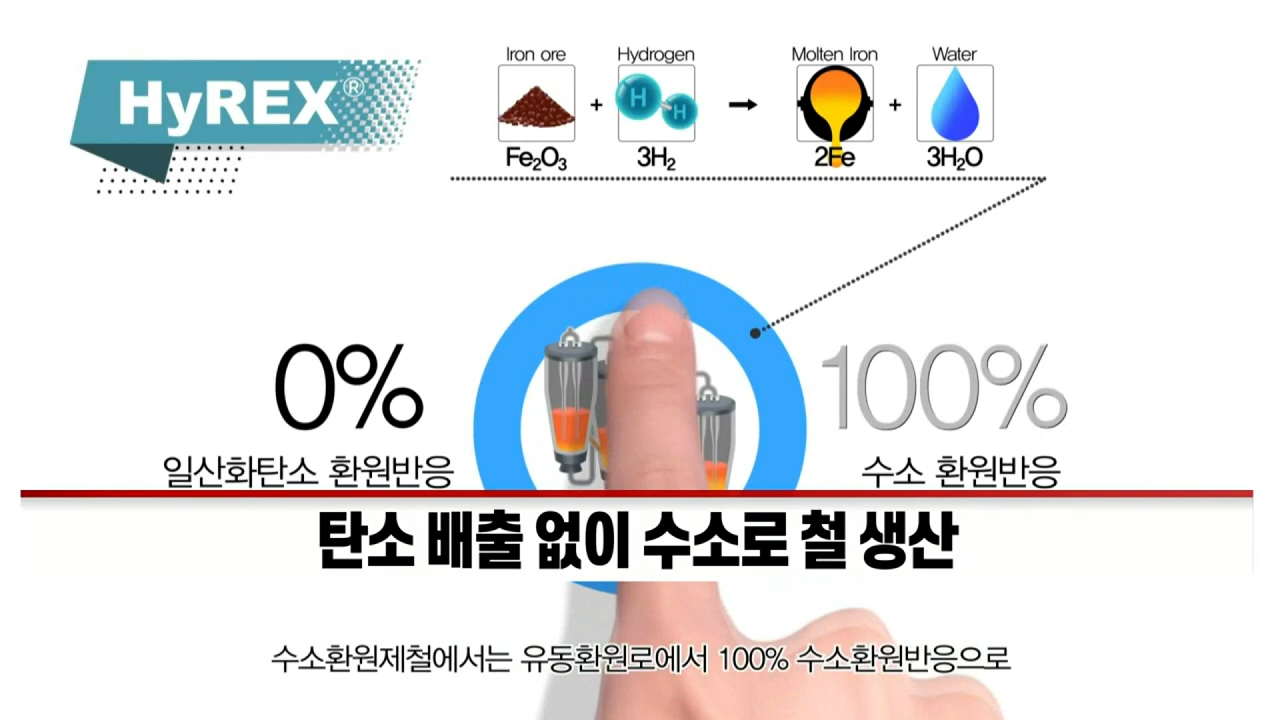 HyREX®
Iron ore + Hydrogen → Molten Iron + Water
H H
Fe₂O₃ 3H₂ 2Fe 3H₂O
0% 100%
일산화탄소 환원반응 수소 환원반응
탄소 배출 없이 수소로 철 생산
수소환원제철에서는 유동환원로에서 100% 수소환원반응으로